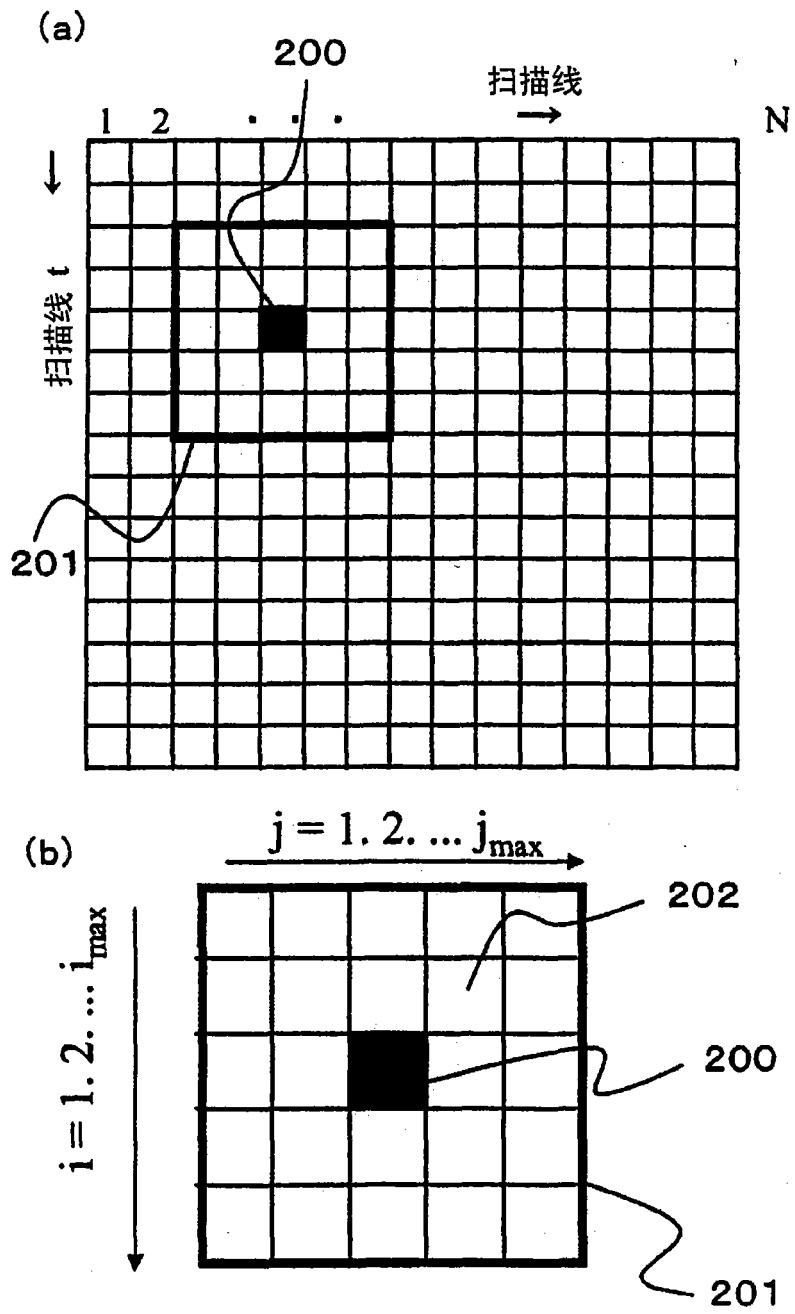 (a)
200
扫描线
→
1 2 · · · N
扫描线 t
201
(b)
j = 1. 2. ... jmax
i = 1. 2. ... imax
202
200
201